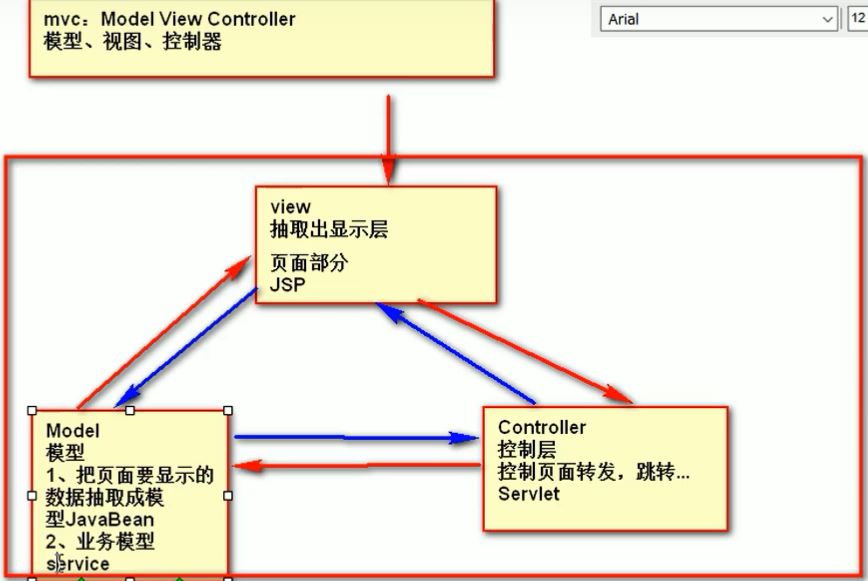 mvc：Model View Controller
模型、视图、控制器
Arial
12
view
抽取出显示层
页面部分
JSP
Model
模型
1、把页面要显示的
数据抽取成模
型JavaBean
2、业务模型
service
Controller
控制层
控制页面转发，跳转...
Servlet